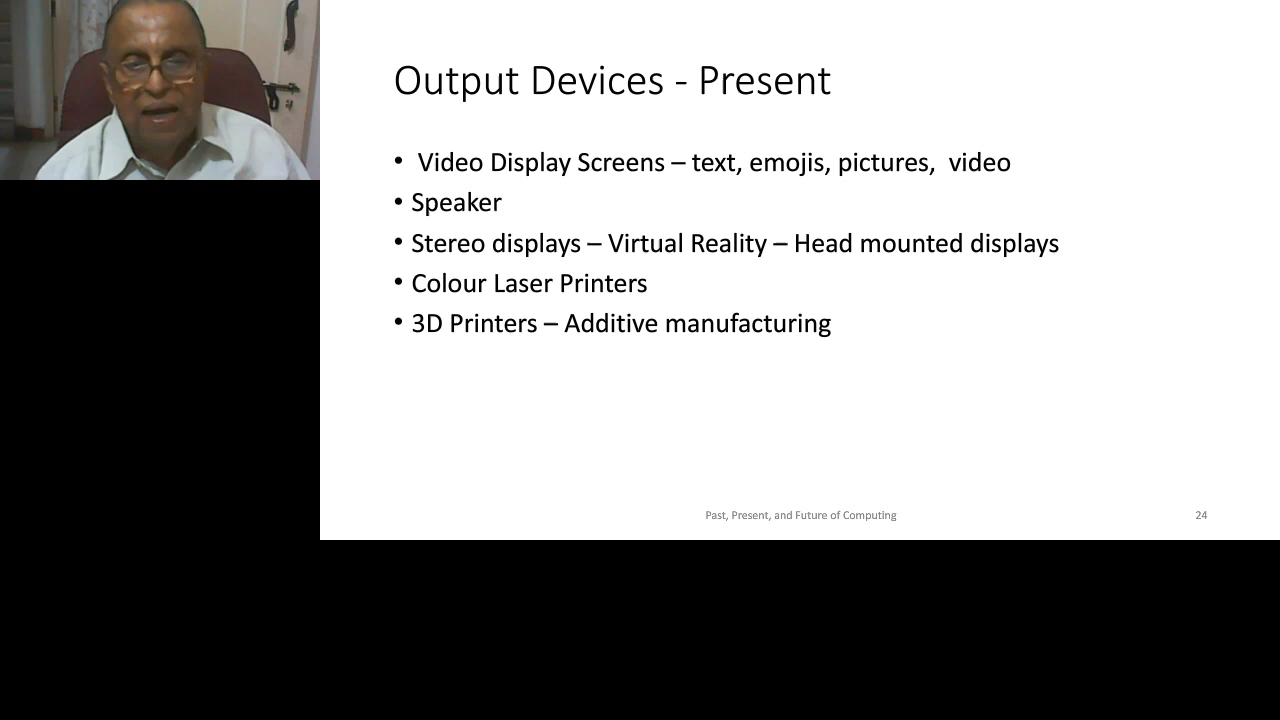 Output Devices - Present
• Video Display Screens – text, emojis, pictures,  video
• Speaker
• Stereo displays – Virtual Reality – Head mounted displays
• Colour Laser Printers
• 3D Printers – Additive manufacturing
Past, Present, and Future of Computing
24